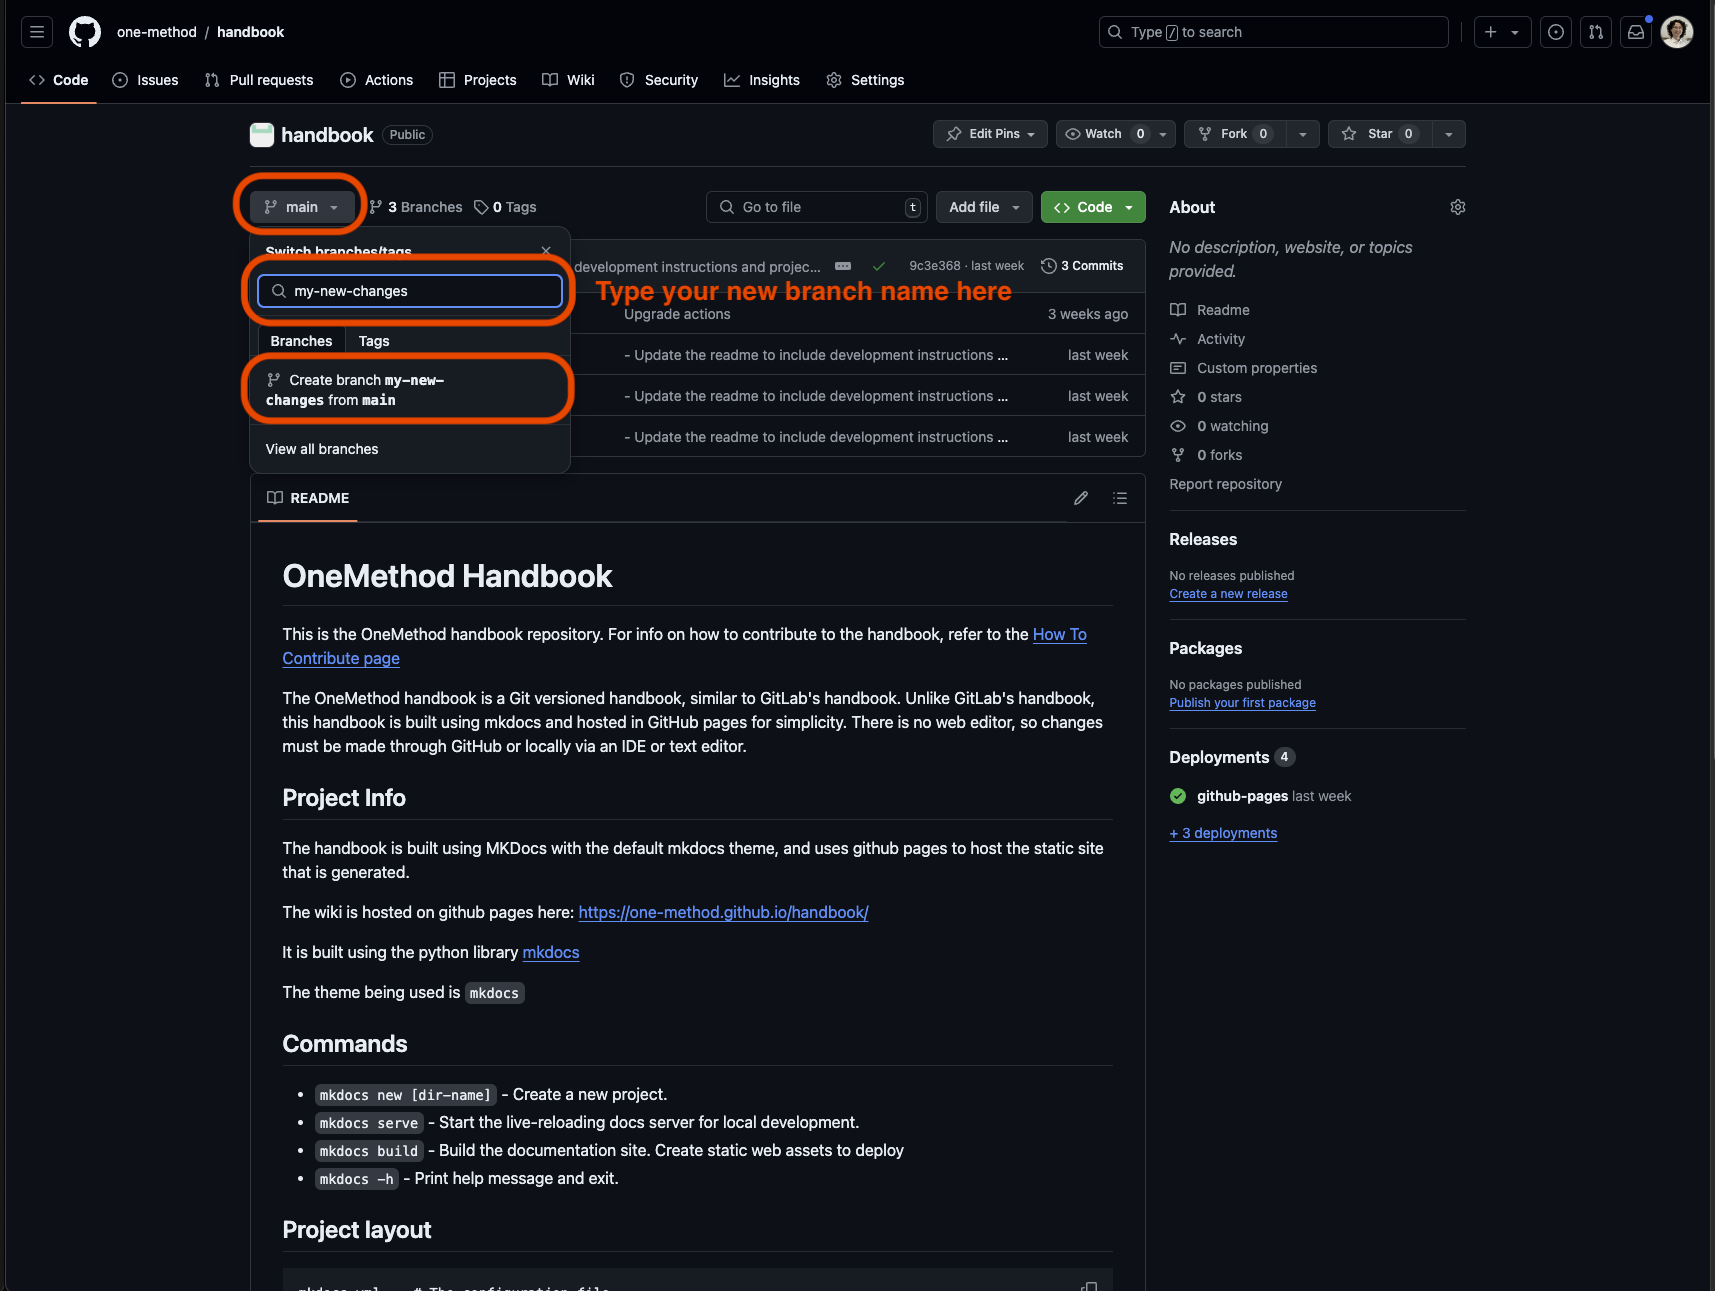 one-method / handbook
Type / to search
Code
Issues
Pull requests
Actions
Projects
Wiki
Security
Insights
Settings
handbook Public
Edit Pins
Watch 0
Fork 0
Star 0
main
3 Branches
0 Tags
Go to file t
Add file
Code
Switch branches/tags
my-new-changes
Type your new branch name here
Branches Tags
Create branch my-new-
changes from main
View all branches
development instructions and projec...
9c3e368 · last week
3 Commits
Upgrade actions 3 weeks ago
- Update the readme to include development instructions ... last week
- Update the readme to include development instructions ... last week
- Update the readme to include development instructions ... last week
README
OneMethod Handbook
This is the OneMethod handbook repository. For info on how to contribute to the handbook, refer to the How To
Contribute page
The OneMethod handbook is a Git versioned handbook, similar to GitLab's handbook. Unlike GitLab's handbook,
this handbook is built using mkdocs and hosted in GitHub pages for simplicity. There is no web editor, so changes
must be made through GitHub or locally via an IDE or text editor.
Project Info
The handbook is built using MKDocs with the default mkdocs theme, and uses github pages to host the static site
that is generated.
The wiki is hosted on github pages here: https://one-method.github.io/handbook/
It is built using the python library mkdocs
The theme being used is mkdocs
Commands
• mkdocs new [dir-name] - Create a new project.
• mkdocs serve - Start the live-reloading docs server for local development.
• mkdocs build - Build the documentation site. Create static web assets to deploy
• mkdocs -h - Print help message and exit.
Project layout
mkdocs.yml # The configuration file.
About
No description, website, or topics
provided.
Readme
Activity
Custom properties
0 stars
0 watching
0 forks
Report repository
Releases
No releases published
Create a new release
Packages
No packages published
Publish your first package
Deployments 4
github-pages last week
+ 3 deployments